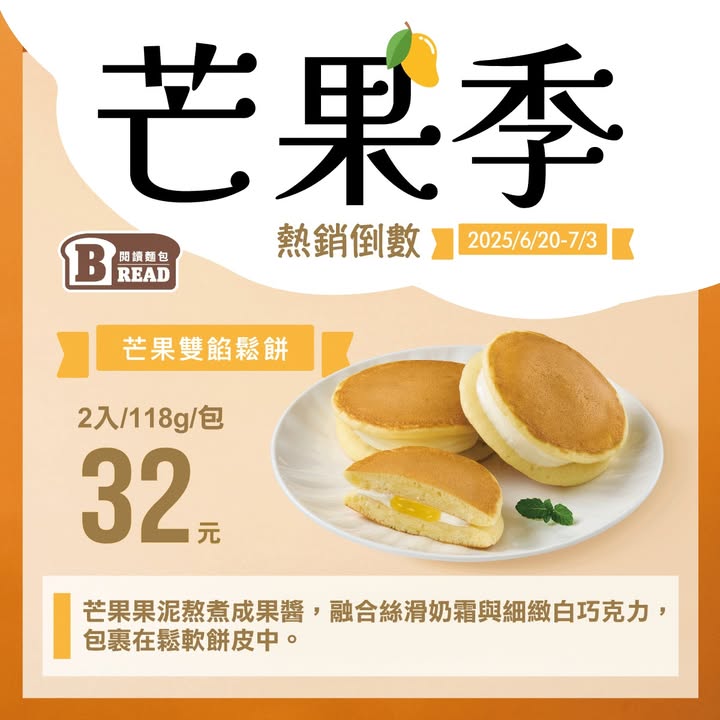 芒果季
熱銷倒數
2025/6/20-7/3
B 閱讀麵包
READ
芒果雙餡鬆餅
2入/118g/包
32元
芒果果泥熬煮成果醬，融合絲滑奶霜與細緻白巧克力，
包裹在鬆軟餅皮中。